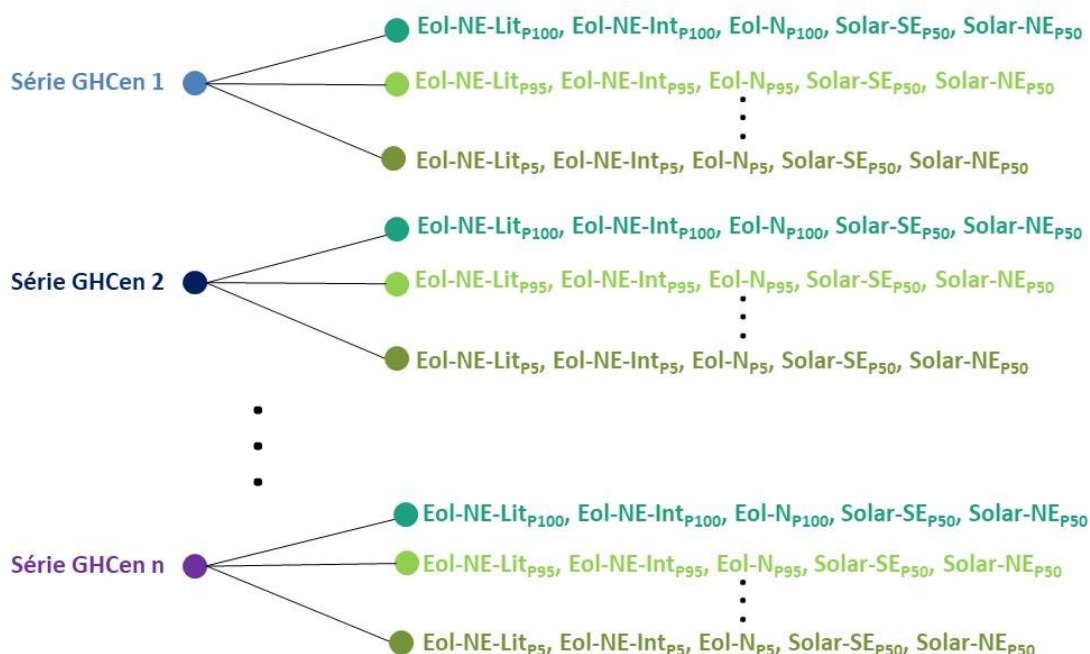 Eol-NE-LitP100, Eol-NE-IntP100, Eol-NP100, Solar-SEP50, Solar-NEP50
Série GHCen 1
Eol-NE-LitP95, Eol-NE-IntP95, Eol-NP95, Solar-SEP50, Solar-NEP50
Eol-NE-LitP5, Eol-NE-IntP5, Eol-NP5, Solar-SEP50, Solar-NEP50
Eol-NE-LitP100, Eol-NE-IntP100, Eol-NP100, Solar-SEP50, Solar-NEP50
Série GHCen 2
Eol-NE-LitP95, Eol-NE-IntP95, Eol-NP95, Solar-SEP50, Solar-NEP50
Eol-NE-LitP5, Eol-NE-IntP5, Eol-NP5, Solar-SEP50, Solar-NEP50
Eol-NE-LitP100, Eol-NE-IntP100, Eol-NP100, Solar-SEP50, Solar-NEP50
Série GHCen n
Eol-NE-LitP95, Eol-NE-IntP95, Eol-NP95, Solar-SEP50, Solar-NEP50
Eol-NE-LitP5, Eol-NE-IntP5, Eol-NP5, Solar-SEP50, Solar-NEP50